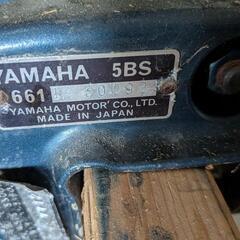 YAMAHA 5BS
661
YAMAHA MOTOR CO., LTD.
MADE IN JAPAN